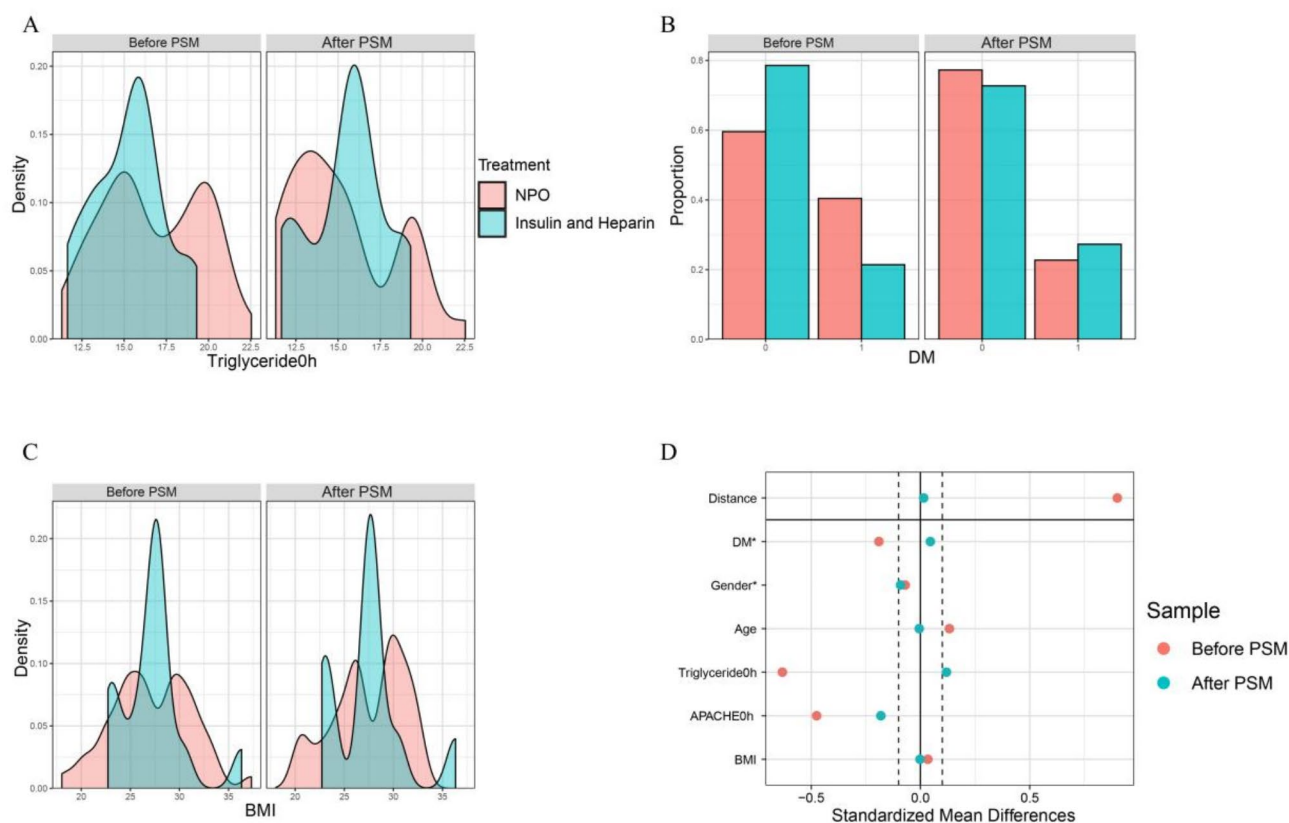 A
Before PSM
After PSM
0.20
0.15
0.10
0.05
0.00
Density
12.5
15.0
17.5
20.0
22.5
12.5
15.0
17.5
20.0
22.5
Triglyceride0h
Treatment
NPO
Insulin and Heparin
B
Before PSM
After PSM
0.8
0.6
0.4
0.2
0.0
Proportion
0
1
0
1
DM
C
Before PSM
After PSM
0.20
0.15
0.10
0.05
0.00
Density
20
25
30
35
20
25
30
35
BMI
D
Distance
DM*
Gender*
Age
Triglyceride0h
APACHE0h
BMI
−0.5
0.0
0.5
Standardized Mean Differences
Sample
Before PSM
After PSM